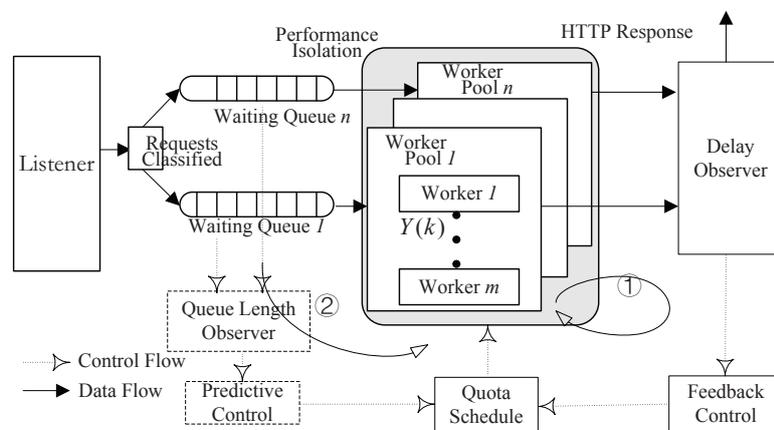 Performance
Isolation
HTTP Response
Worker
Pool n
Waiting Queue n
Listener
Requests
Classified
Worker
Pool 1
Delay
Observer
Worker 1
Waiting Queue 1
Y(k)
Worker m
①
②
Queue Length
Observer
Control Flow
Data Flow
Predictive
Control
Quota
Schedule
Feedback
Control